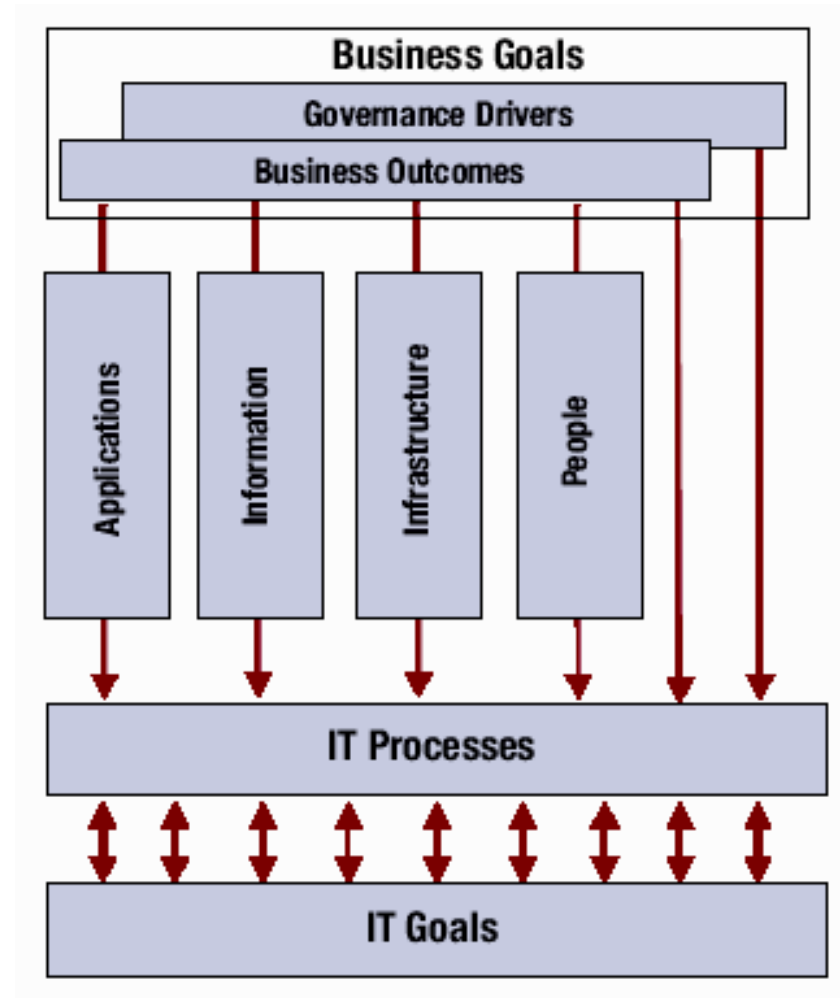 Business Goals
Governance Drivers
Business Outcomes
Applications
Information
Infrastructure
People
IT Processes
IT Goals